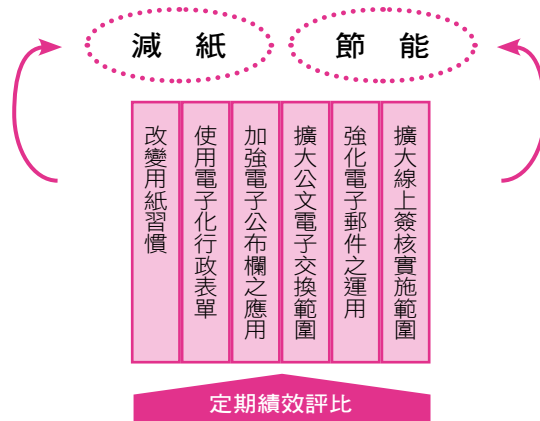 減紙
節能
改變用紙習慣
使用電子化行政表單
加強電子公布欄之應用
擴大公文電子交換範圍
強化電子郵件之運用
擴大線上簽核實施範圍
定期績效評比